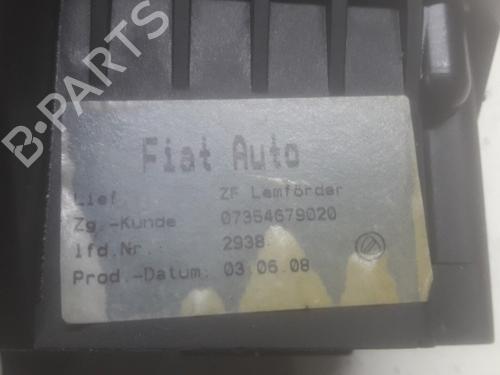 B-PARTS
Fiat Auto
Lief ZF Lemförder
Zg.-Kunde 07354679020
lfd.Nr.: 2938
Prod.-Datum: 03.06.08